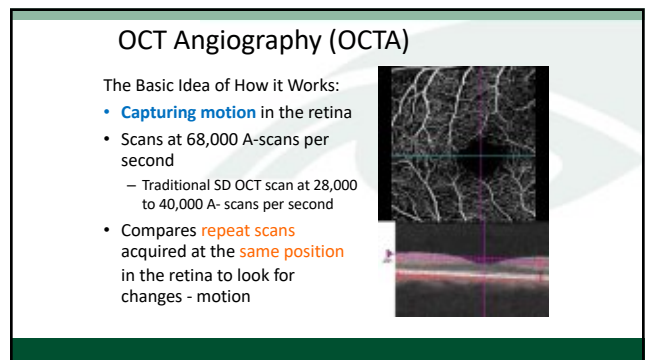 OCT Angiography (OCTA)
The Basic Idea of How it Works:
• Capturing motion in the retina
• Scans at 68,000 A-scans per
second
– Traditional SD OCT scan at 28,000
to 40,000 A- scans per second
• Compares repeat scans
acquired at the same position
in the retina to look for
changes - motion